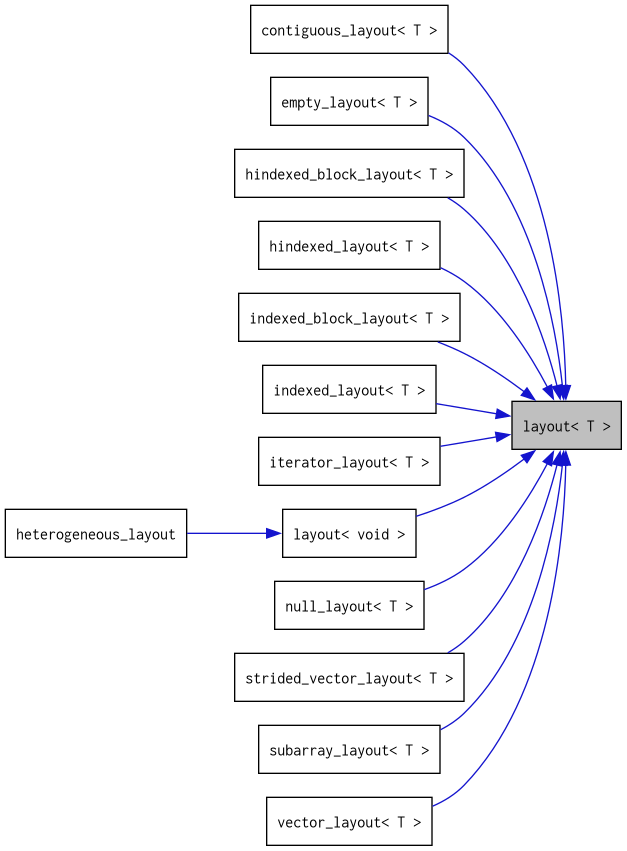 contiguous_layout< T >
empty_layout< T >
hindexed_block_layout< T >
hindexed_layout< T >
indexed_block_layout< T >
indexed_layout< T >
layout< T >
iterator_layout< T >
heterogeneous_layout
layout< void >
null_layout< T >
strided_vector_layout< T >
subarray_layout< T >
vector_layout< T >